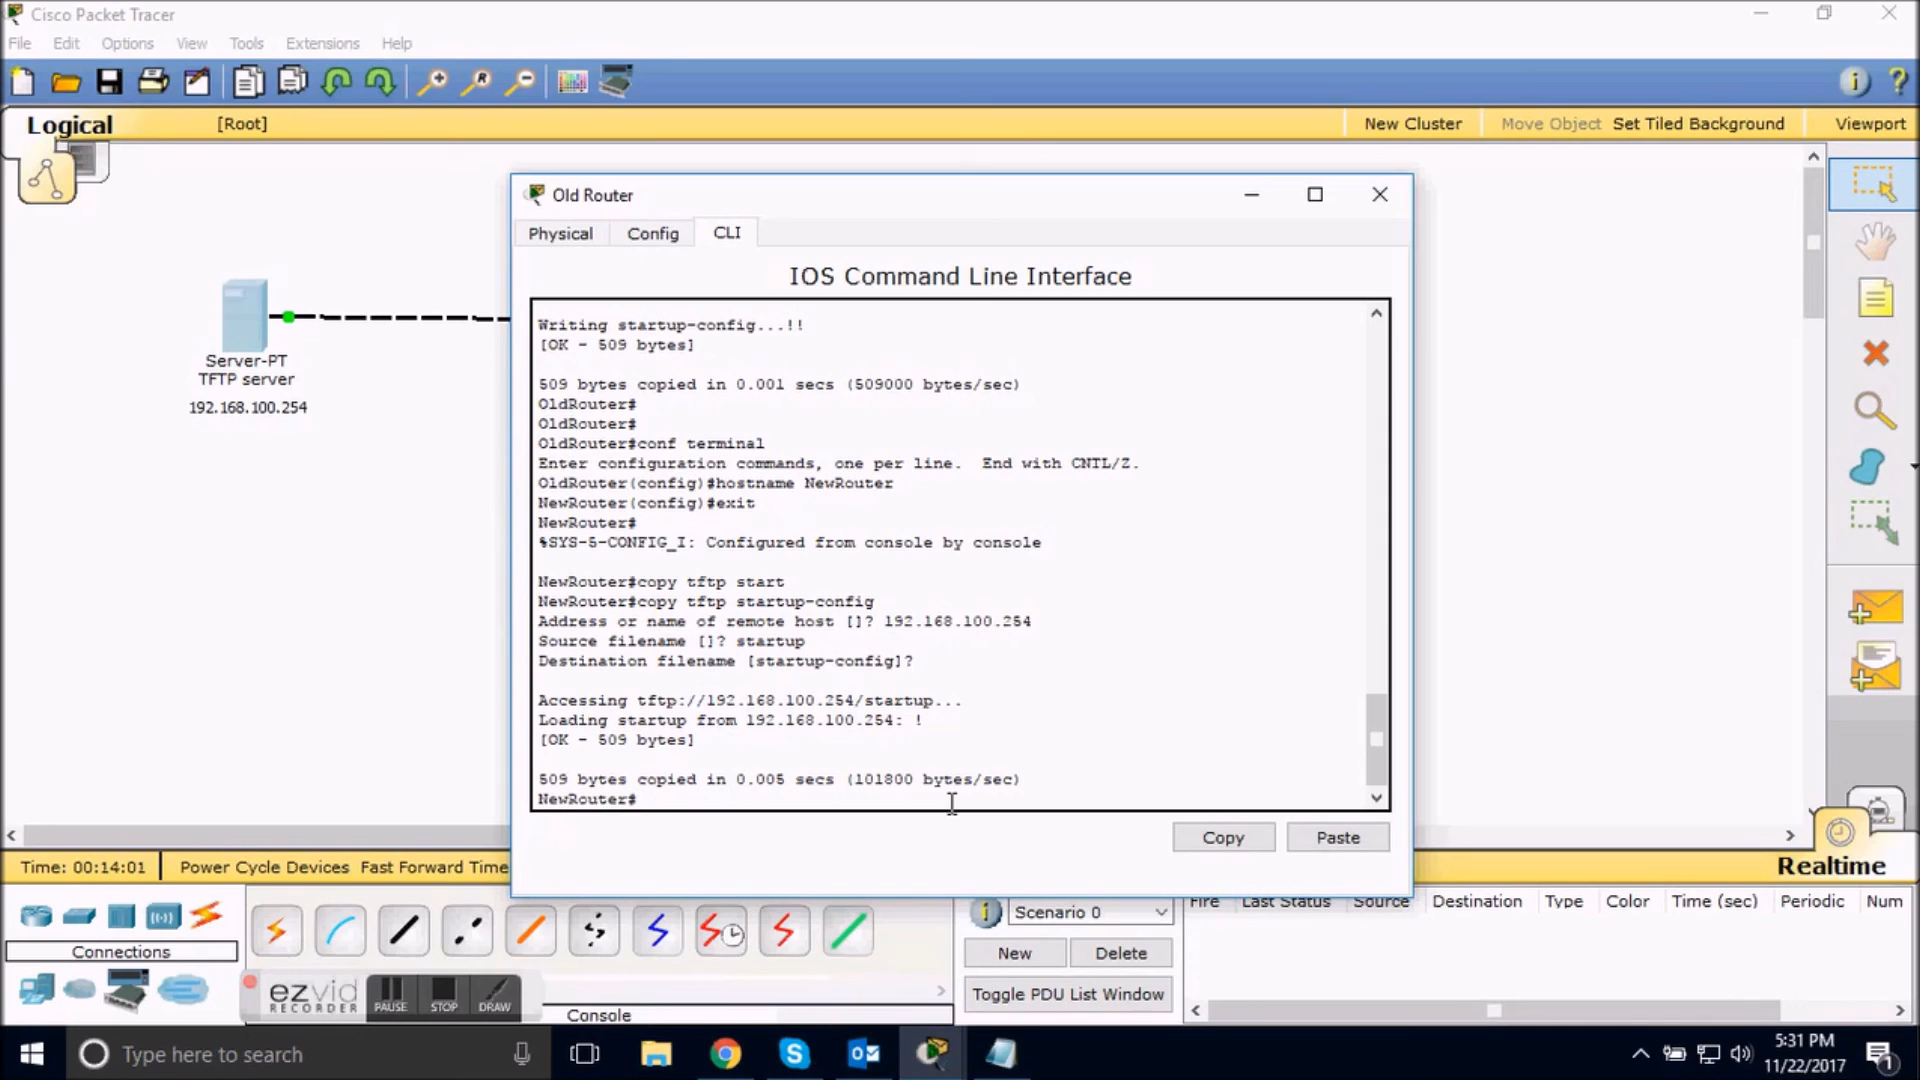 Cisco Packet Tracer
File Edit Options View Tools Extensions Help
Logical [Root] New Cluster Move Object Set Tiled Background Viewport
Old Router
Physical Config CLI
IOS Command Line Interface
Writing startup-config...!!
[OK - 509 bytes]
509 bytes copied in 0.001 secs (509000 bytes/sec)
OldRouter#
OldRouter#
OldRouter#conf terminal
Enter configuration commands, one per line. End with CNTL/Z.
OldRouter(config)#hostname NewRouter
NewRouter(config)#exit
NewRouter#
%SYS-5-CONFIG_I: Configured from console by console
NewRouter#copy tftp start
NewRouter#copy tftp startup-config
Address or name of remote host []? 192.168.100.254
Source filename []? startup
Destination filename [startup-config]?
Accessing tftp://192.168.100.254/startup...
Loading startup from 192.168.100.254: !
[OK - 509 bytes]
509 bytes copied in 0.005 secs (101800 bytes/sec)
NewRouter#
Copy Paste
Server-PT
TFTP server
192.168.100.254
Time: 00:14:01 Power Cycle Devices Fast Forward Time
Realtime
Connections
ezvid
RECORDER
PAUSE STOP DRAW
Console
Scenario 0
New Delete
Toggle PDU List Window
Fire Last Status Source Destination Type Color Time (sec) Periodic Num
Type here to search
5:31 PM
11/22/2017
1